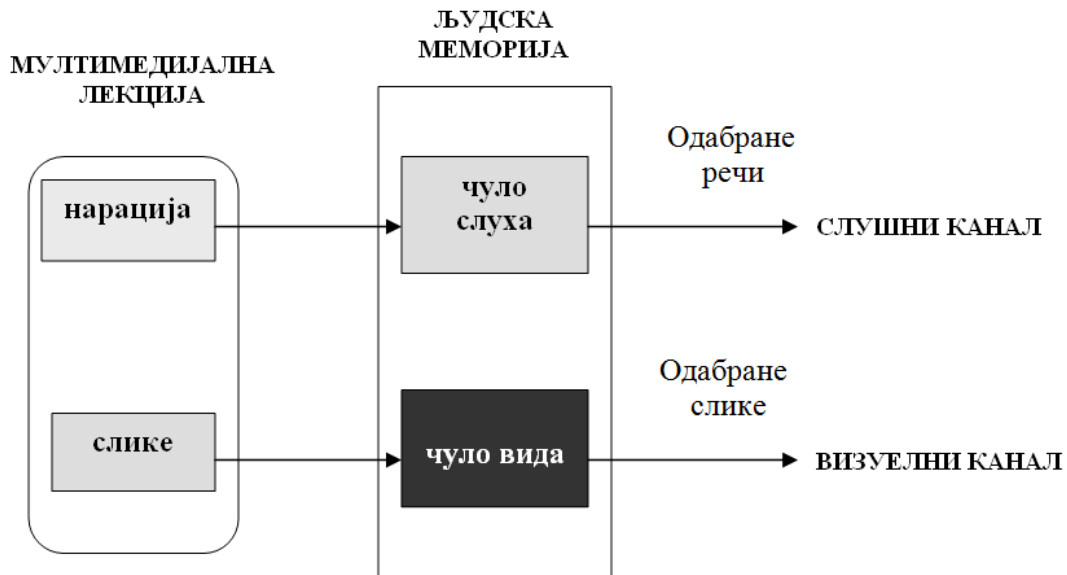 ЉУДСКА
МЕМОРИЈА
МУЛТИМЕДИЈАЛНА
ЛЕКЦИЈА
Одабране
речи
нарација
чуло
слуха
СЛУШНИ КАНАЛ
Одабране
слике
слике
чуло вида
ВИЗУЕЛНИ КАНАЛ